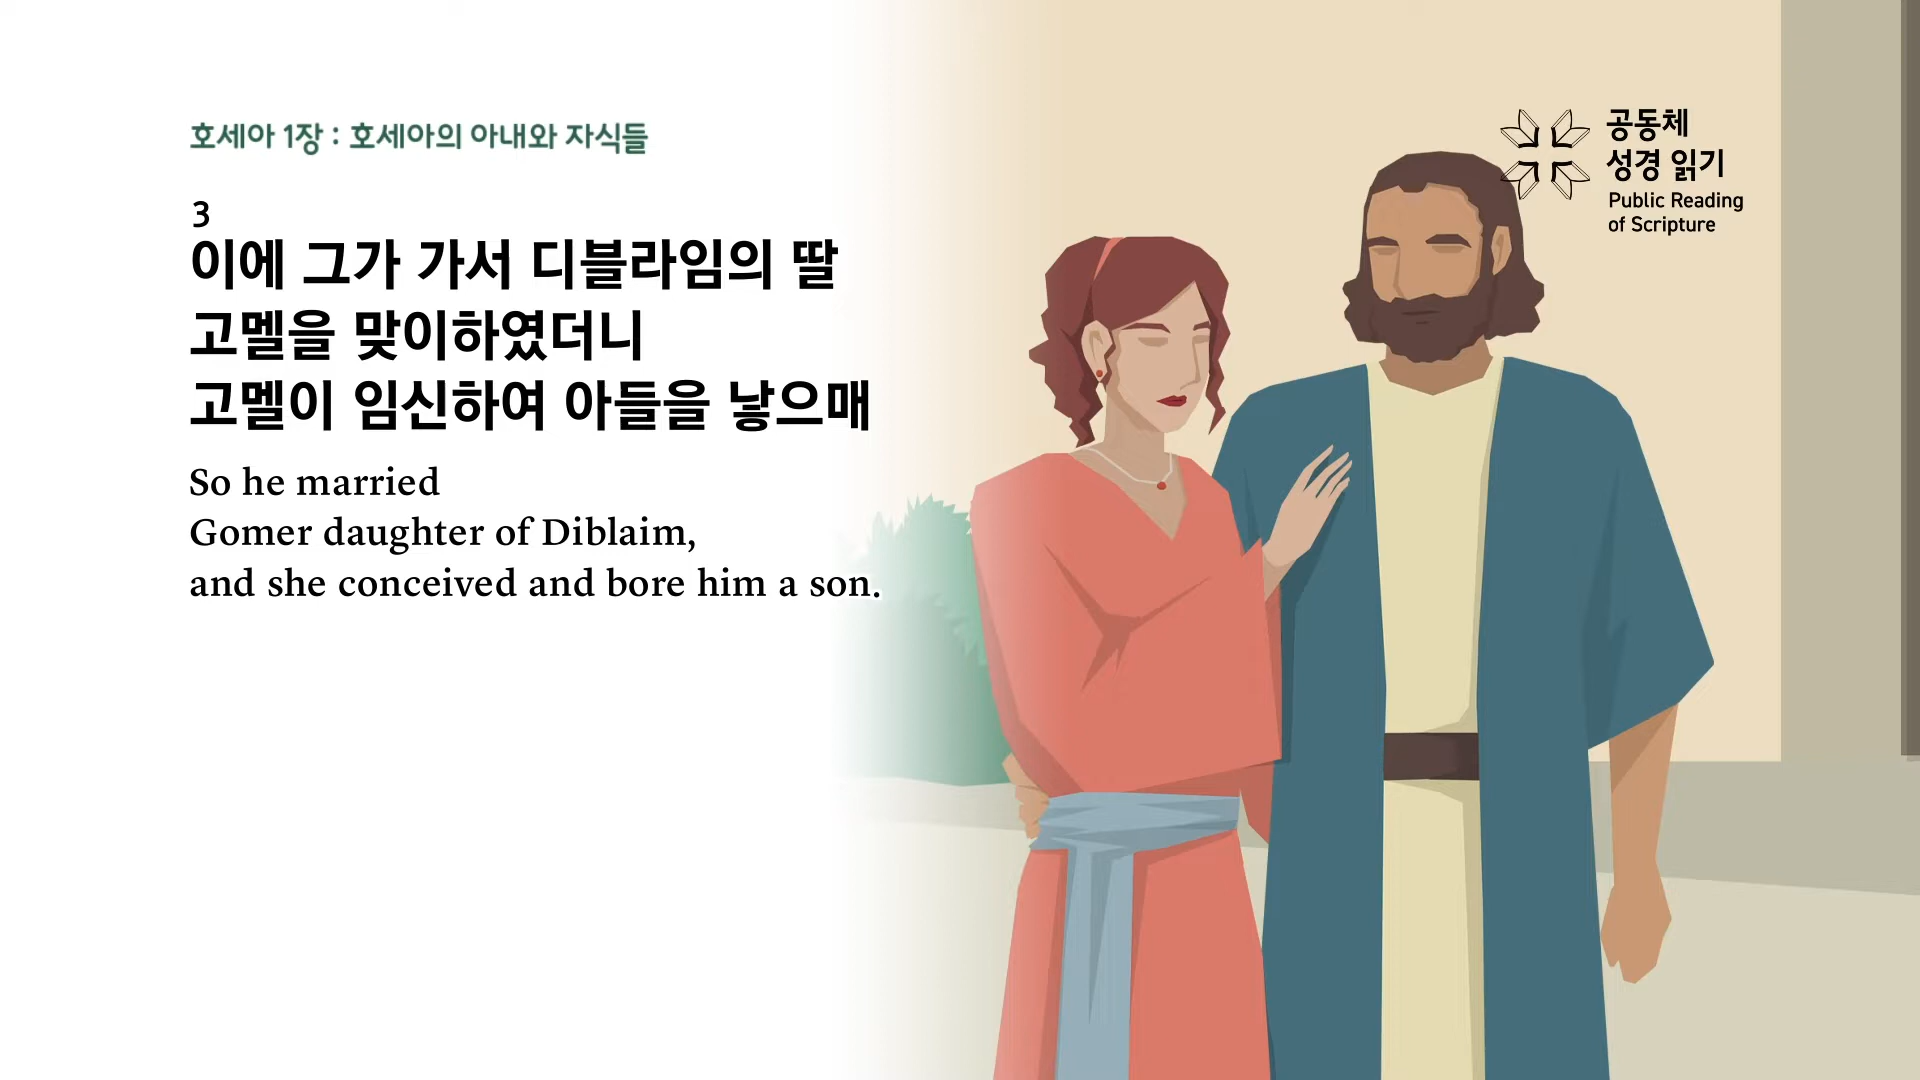 호세아 1장 : 호세아의 아내와 자식들
3
이에 그가 가서 디블라임의 딸
고멜을 맞이하였더니
고멜이 임신하여 아들을 낳으매
So he married
Gomer daughter of Diblaim,
and she conceived and bore him a son.
공동체
성경 읽기
Public Reading
of Scripture